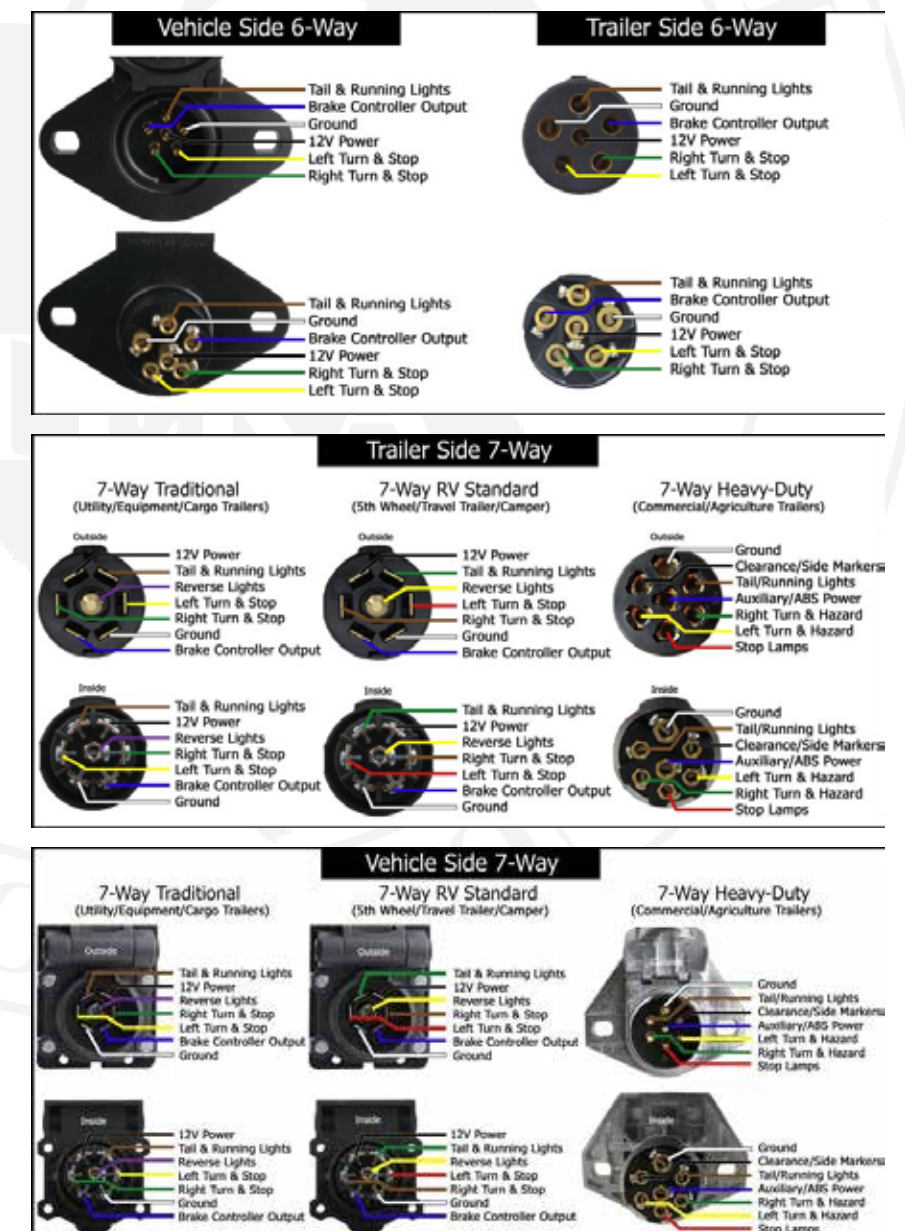 Vehicle Side 6-Way
Trailer Side 6-Way
Tail & Running Lights
Brake Controller Output
Ground
12V Power
Left Turn & Stop
Right Turn & Stop
Tail & Running Lights
Ground
Brake Controller Output
12V Power
Right Turn & Stop
Left Turn & Stop
Tail & Running Lights
Ground
Brake Controller Output
12V Power
Right Turn & Stop
Left Turn & Stop
Tail & Running Lights
Brake Controller Output
Ground
12V Power
Left Turn & Stop
Right Turn & Stop
Trailer Side 7-Way
7-Way Traditional
(Utility/Equipment/Cargo Trailers)
Outside
12V Power
Tail & Running Lights
Reverse Lights
Left Turn & Stop
Right Turn & Stop
Ground
Brake Controller Output
7-Way RV Standard
(5th Wheel/Travel Trailer/Camper)
Outside
12V Power
Tail & Running Lights
Reverse Lights
Left Turn & Stop
Right Turn & Stop
Ground
Brake Controller Output
7-Way Heavy-Duty
(Commercial/Agriculture Trailers)
Outside
Ground
Clearance/Side Markers
Tail/Running Lights
Auxiliary/ABS Power
Right Turn & Hazard
Left Turn & Hazard
Stop Lamps
Inside
Tail & Running Lights
12V Power
Reverse Lights
Right Turn & Stop
Left Turn & Stop
Brake Controller Output
Ground
Inside
Tail & Running Lights
12V Power
Reverse Lights
Right Turn & Stop
Left Turn & Stop
Brake Controller Output
Ground
Inside
Ground
Tail/Running Lights
Clearance/Side Markers
Auxiliary/ABS Power
Left Turn & Hazard
Right Turn & Hazard
Stop Lamps
Vehicle Side 7-Way
7-Way Traditional
(Utility/Equipment/Cargo Trailers)
Outside
Tail & Running Lights
12V Power
Reverse Lights
Right Turn & Stop
Left Turn & Stop
Brake Controller Output
Ground
7-Way RV Standard
(5th Wheel/Travel Trailer/Camper)
Outside
Tail & Running Lights
12V Power
Reverse Lights
Right Turn & Stop
Left Turn & Stop
Brake Controller Output
Ground
7-Way Heavy-Duty
(Commercial/Agriculture Trailers)
Ground
Tail/Running Lights
Clearance/Side Markers
Auxiliary/ABS Power
Left Turn & Hazard
Right Turn & Hazard
Stop Lamps
Inside
12V Power
Tail & Running Lights
Reverse Lights
Left Turn & Stop
Right Turn & Stop
Ground
Brake Controller Output
Inside
12V Power
Tail & Running Lights
Reverse Lights
Left Turn & Stop
Right Turn & Stop
Ground
Brake Controller Output
Inside
Ground
Clearance/Side Markers
Tail/Running Lights
Auxiliary/ABS Power
Right Turn & Hazard
Left Turn & Hazard
Stop Lamps